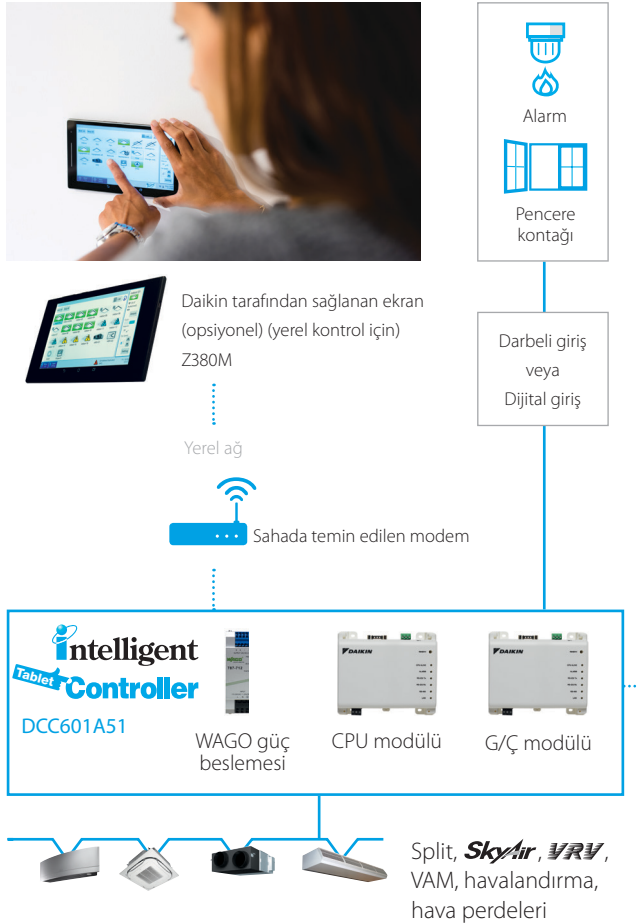 Alarm
Pencere
kontağı
Daikin tarafından sağlanan ekran
(opsiyonel) (yerel kontrol için)
Z380M
Darbeli giriş
veya
Dijital giriş
Yerel ağ
Sahada temin edilen modem
intelligent
Tablet Controller
DCC601A51
DAIKIN
DAIKIN
WAGO güç
beslemesi
CPU modülü
G/Ç modülü
Split, SkyAir, VRV,
VAM, havalandırma,
hava perdeleri